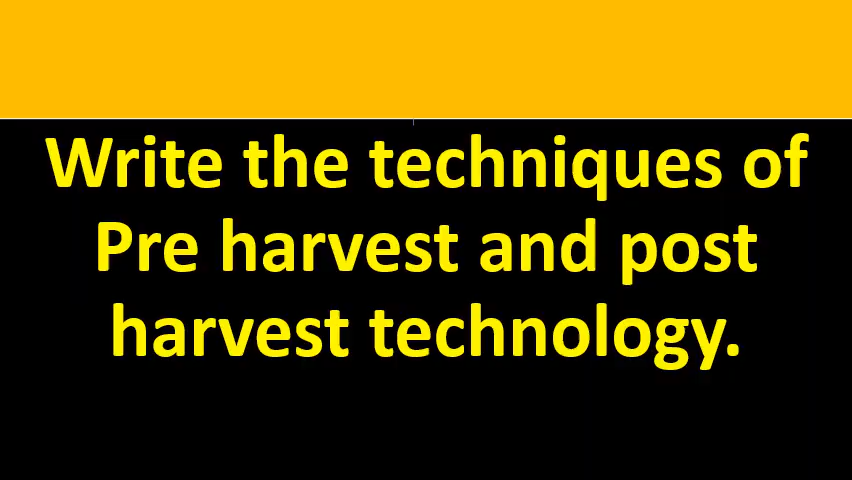 Write the techniques of
Pre harvest and post
harvest technology.